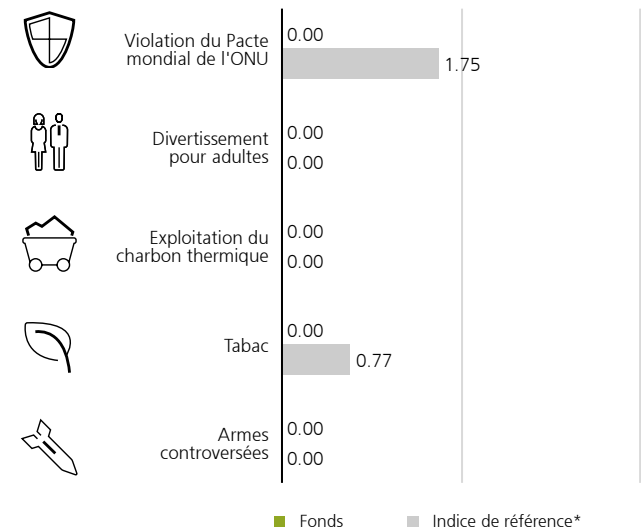 Violation du Pacte
mondial de l'ONU
0.00
1.75
Divertissement
pour adultes
0.00
0.00
Exploitation du
charbon thermique
0.00
0.00
Tabac
0.00
0.77
Armes
controversées
0.00
0.00
Fonds
Indice de référence*